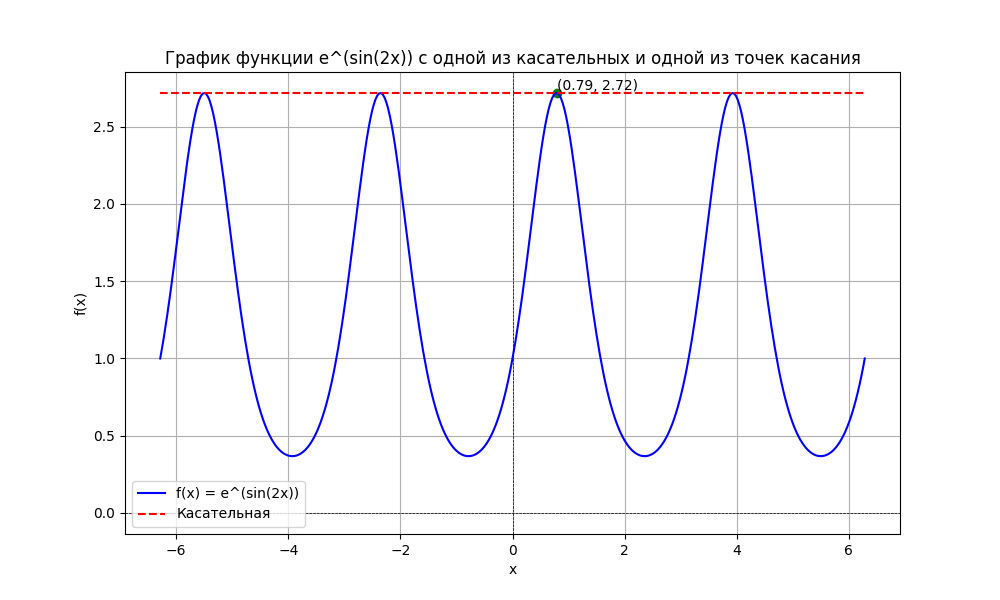 График функции e^(sin(2x)) с одной из касательных и одной из точек касания
(0.79, 2.72)
2.5
2.0
1.5
1.0
0.5
0.0
f(x)
f(x) = e^(sin(2x))
Касательная
−6
−4
−2
0
2
4
6
x